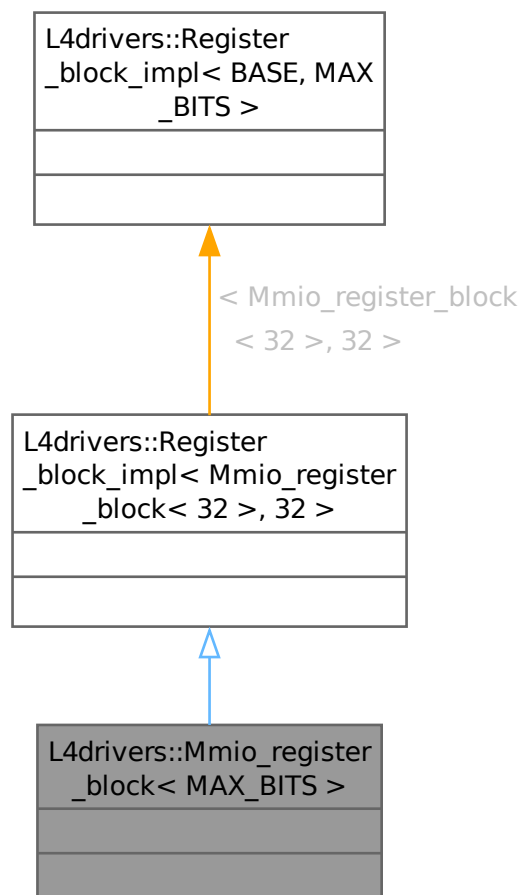 L4drivers::Register
_block_impl< BASE, MAX
_BITS >
< Mmio_register_block
< 32 >, 32 >
L4drivers::Register
_block_impl< Mmio_register
_block< 32 >, 32 >
L4drivers::Mmio_register
_block< MAX_BITS >